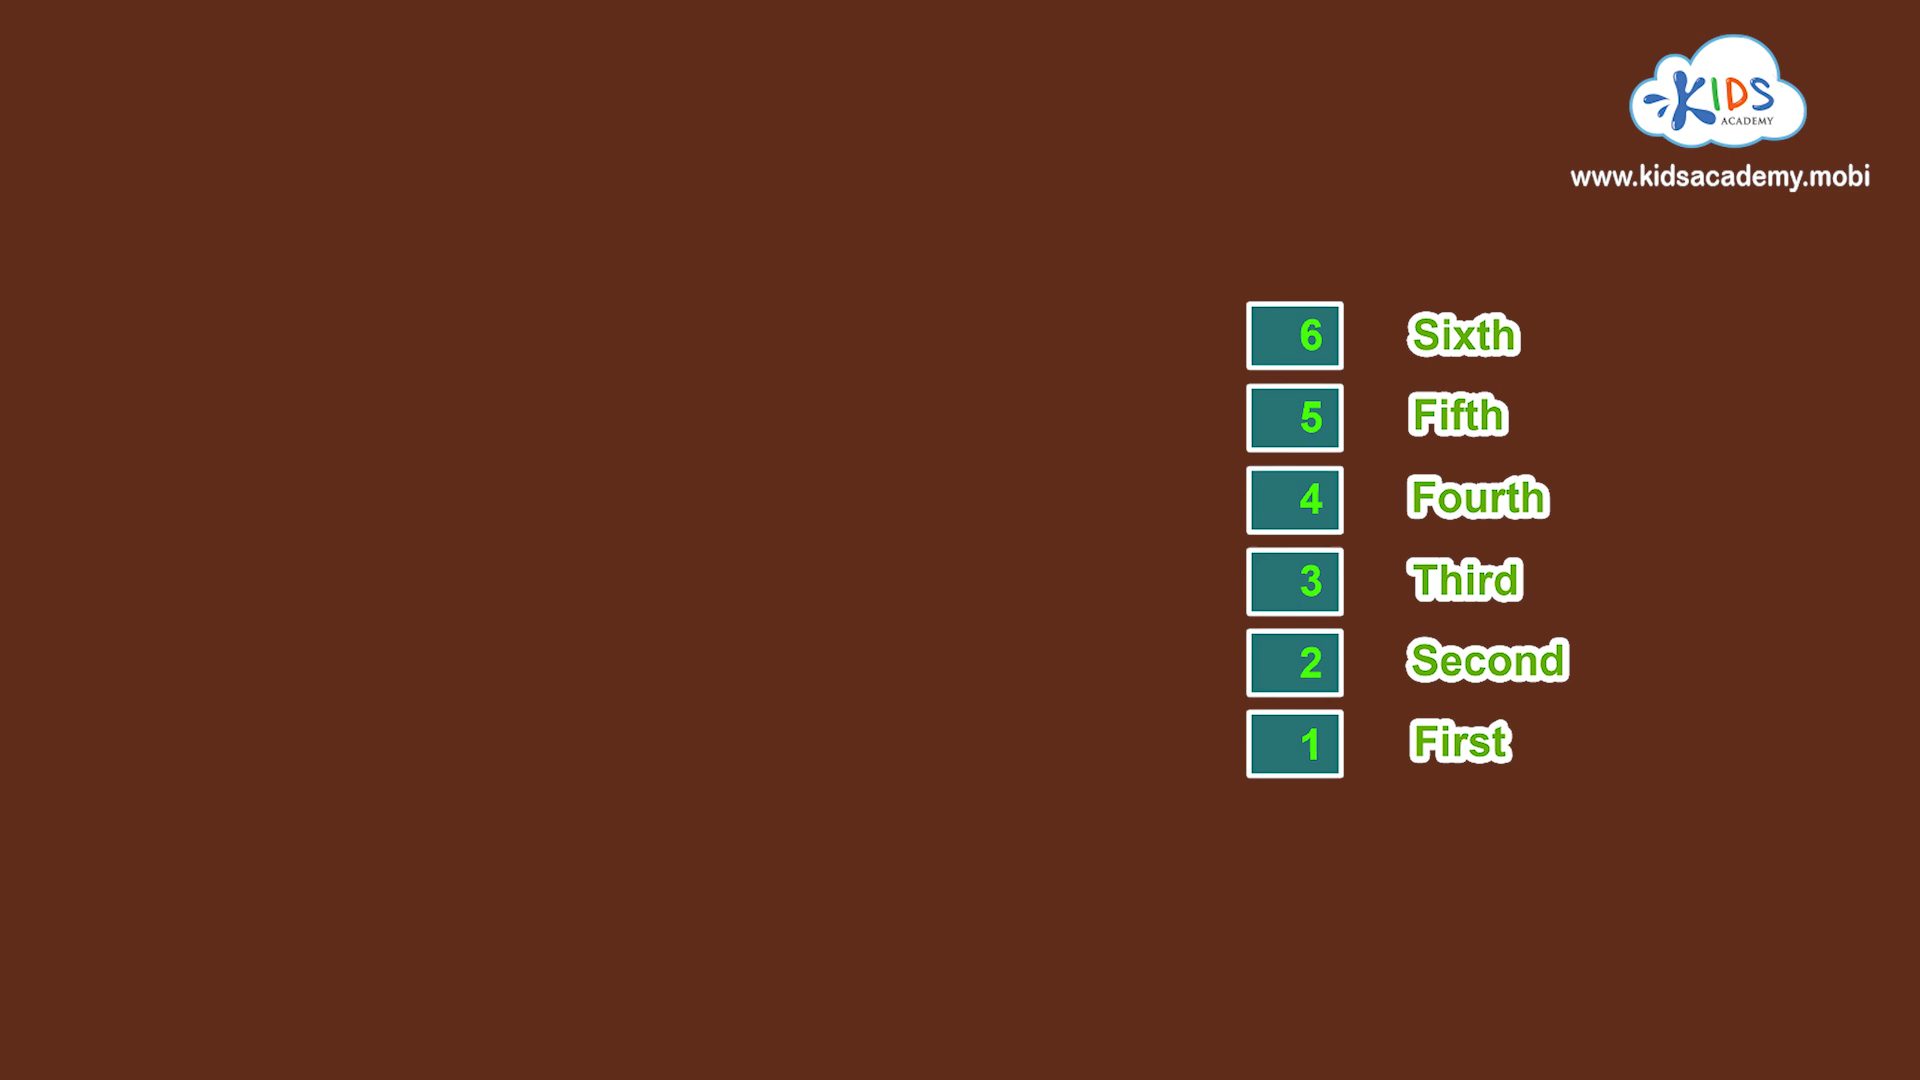 KIDS
ACADEMY
www.kidsacademy.mobi
6 Sixth
5 Fifth
4 Fourth
3 Third
2 Second
1 First